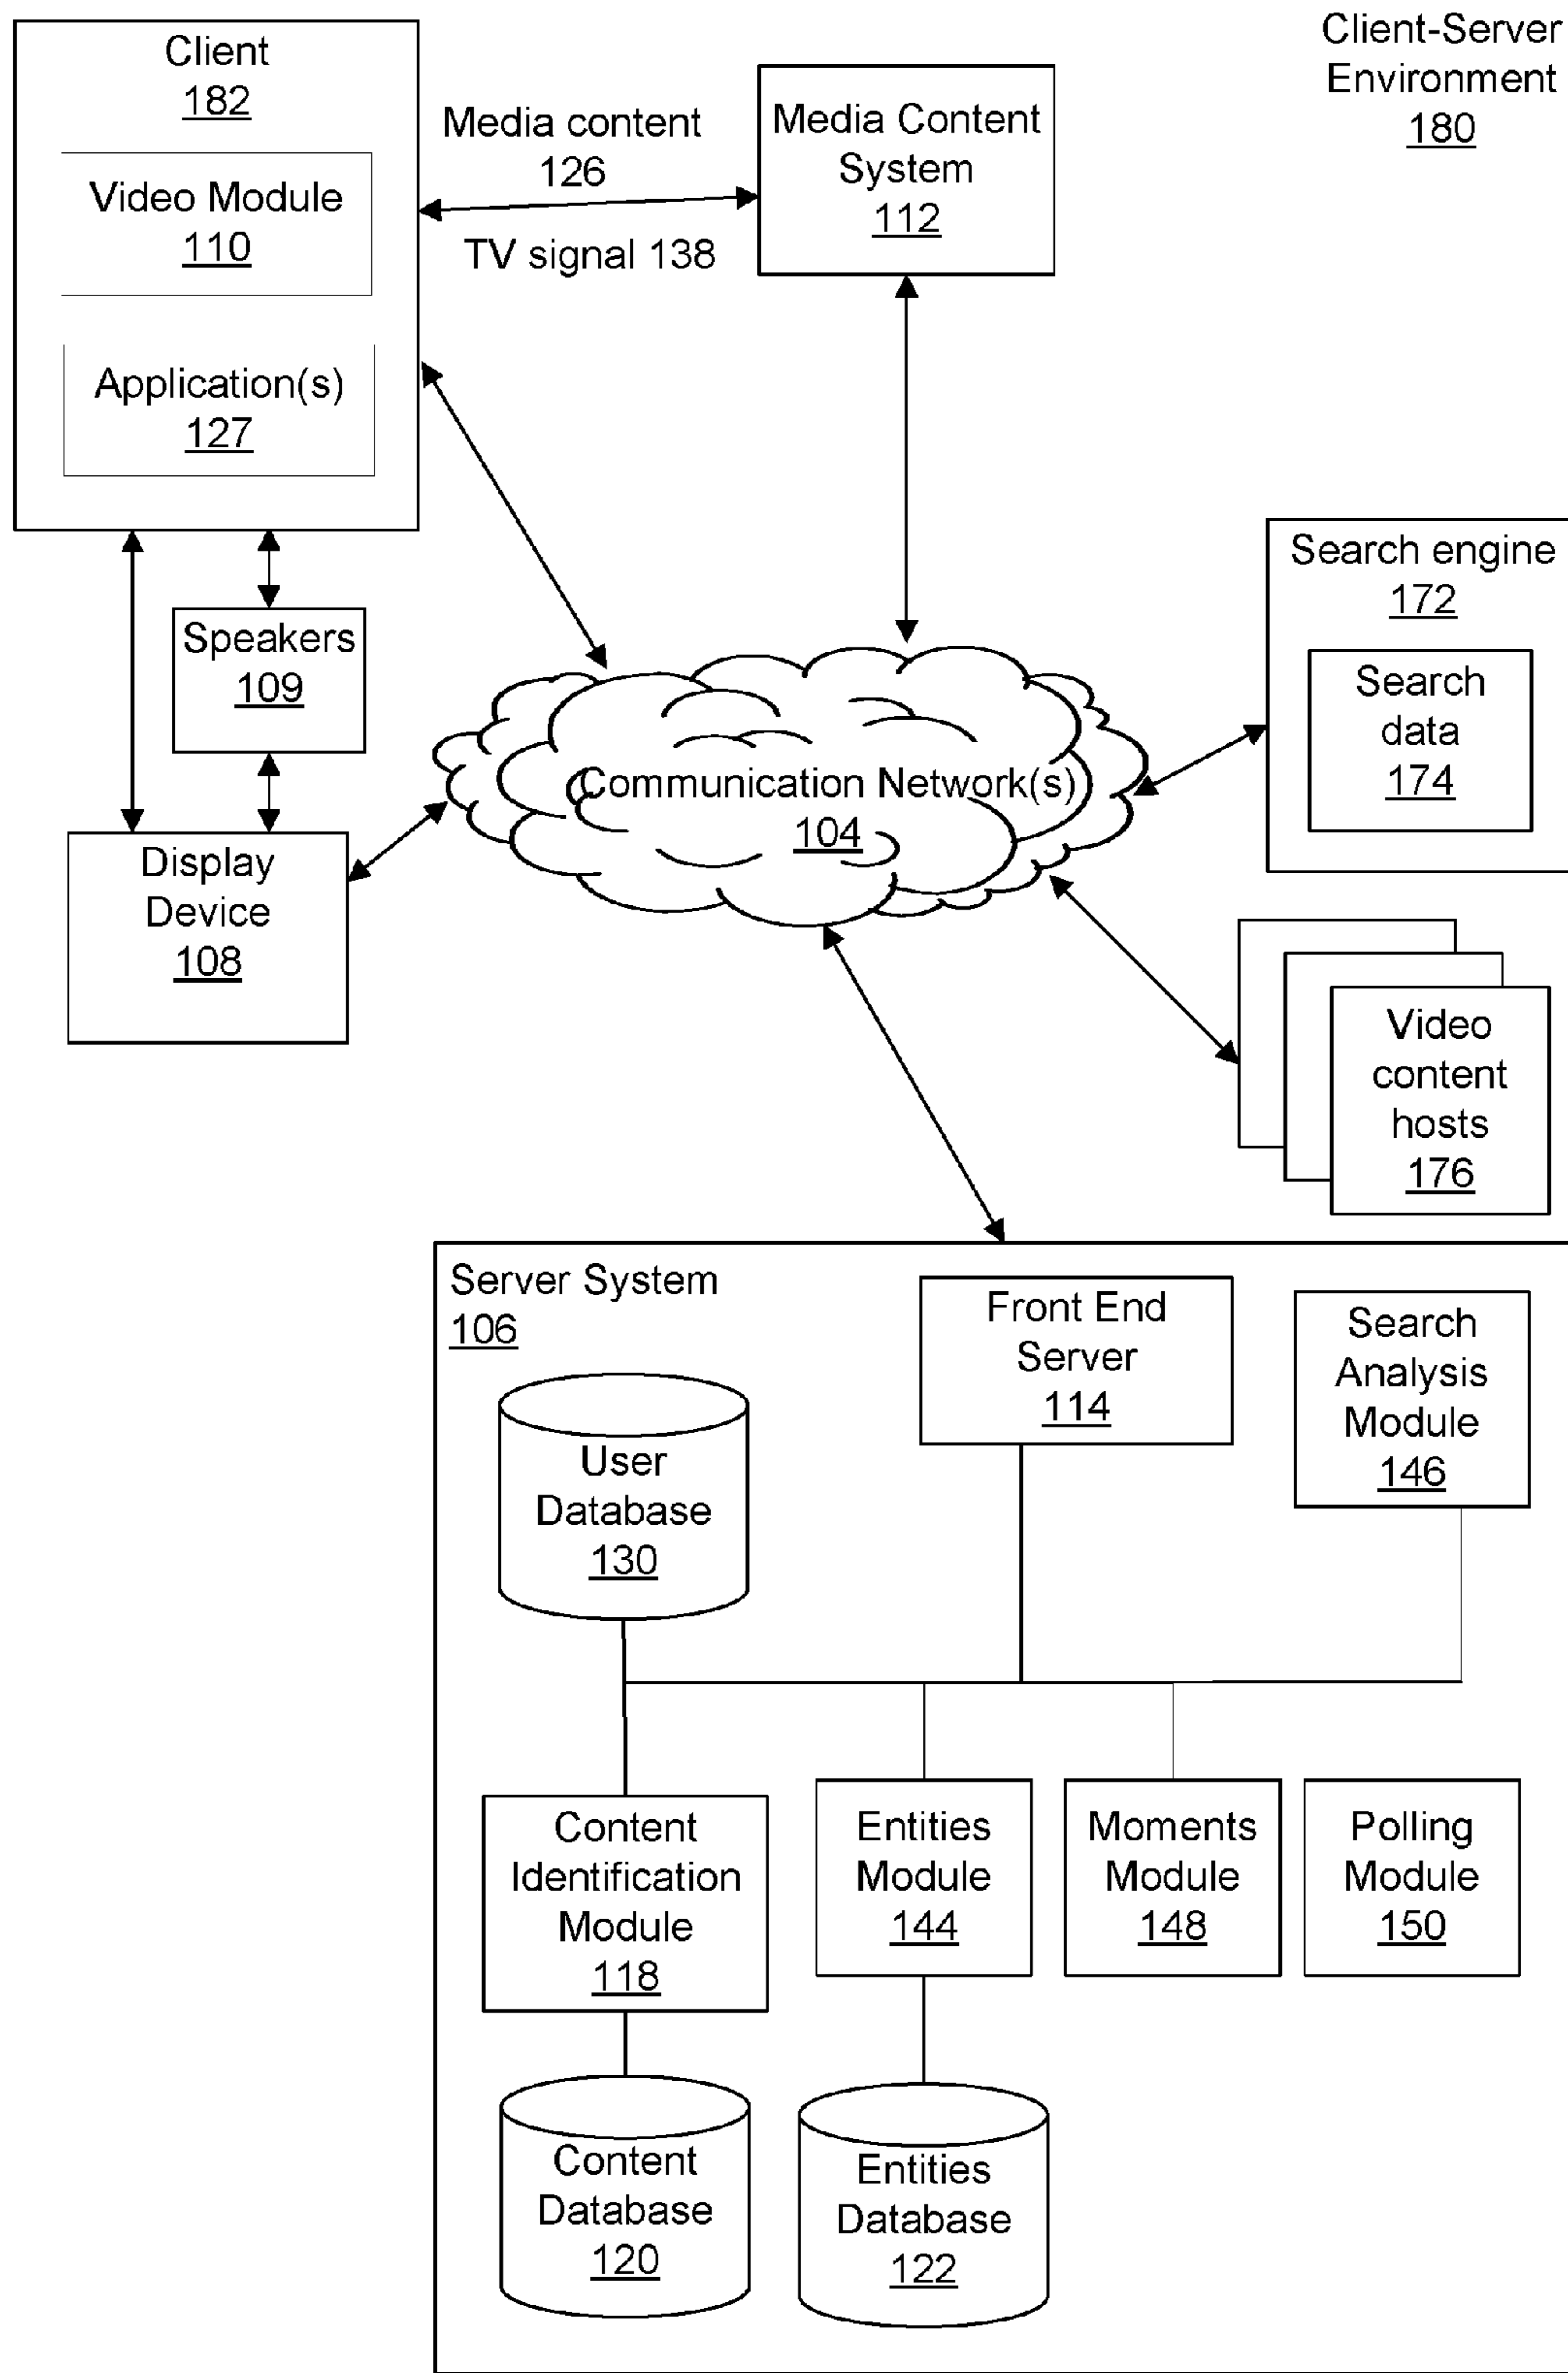 Client
182
Video Module
110
Application(s)
127
Media content
126
TV signal 138
Media Content
System
112
Client-Server
Environment
180
Speakers
109
Display
Device
108
Communication Network(s)
104
Search engine
172
Search
data
174
Video
content
hosts
176
Server System
106
Front End
Server
114
Search
Analysis
Module
146
User
Database
130
Content
Identification
Module
118
Entities
Module
144
Moments
Module
148
Polling
Module
150
Content
Database
120
Entities
Database
122